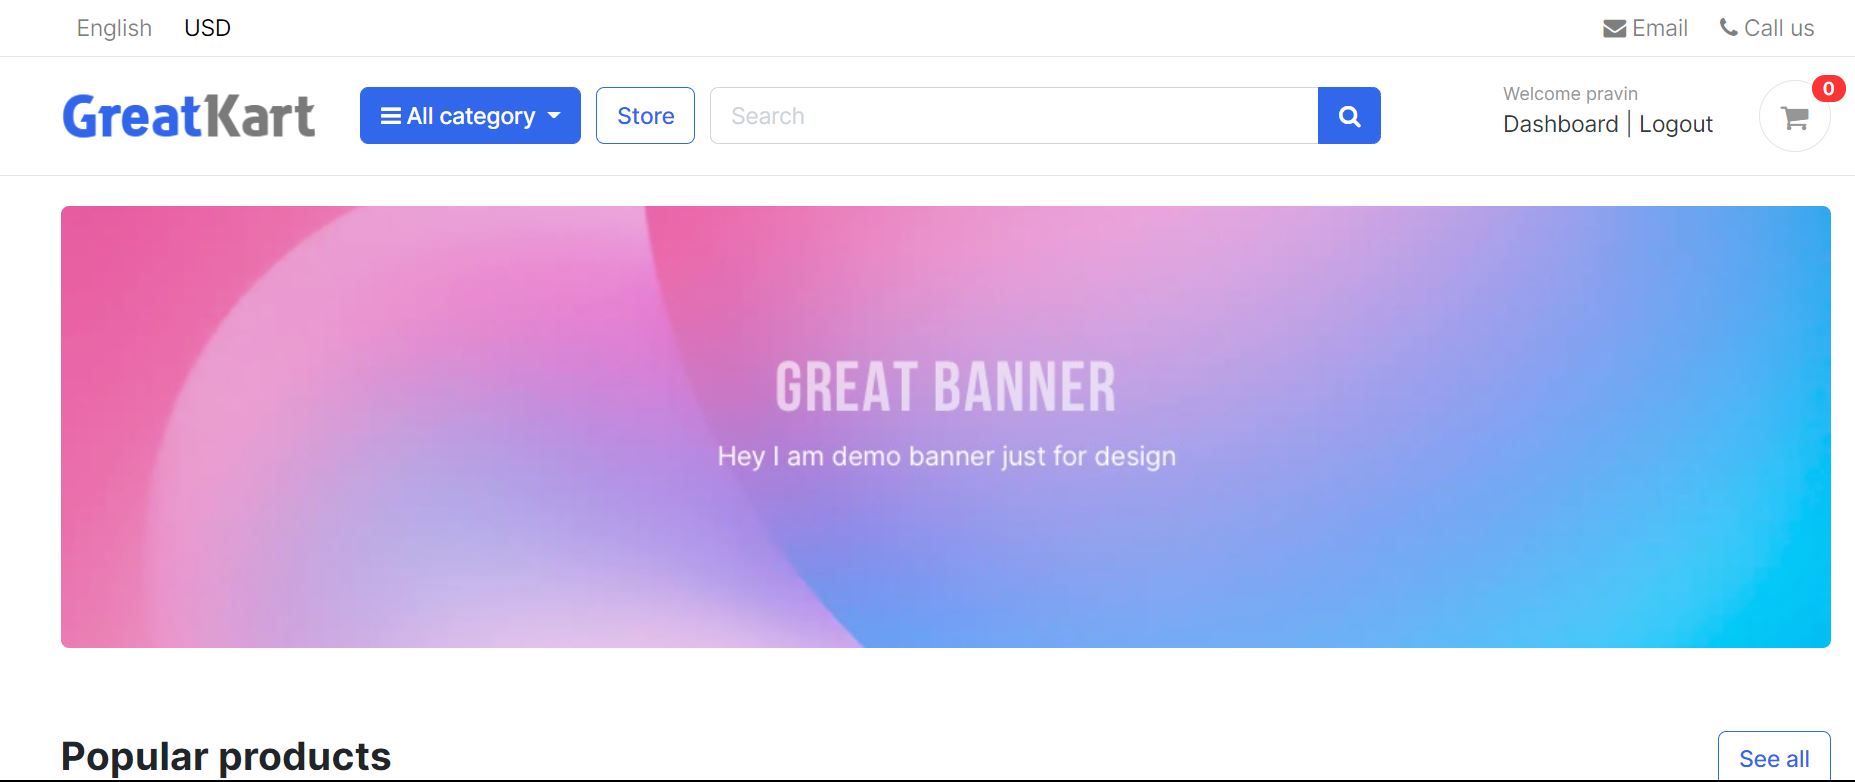 English USD Email Call us
GreatKart All category Store Search Welcome pravin 0
Dashboard | Logout
GREAT BANNER
Hey I am demo banner just for design
Popular products See all